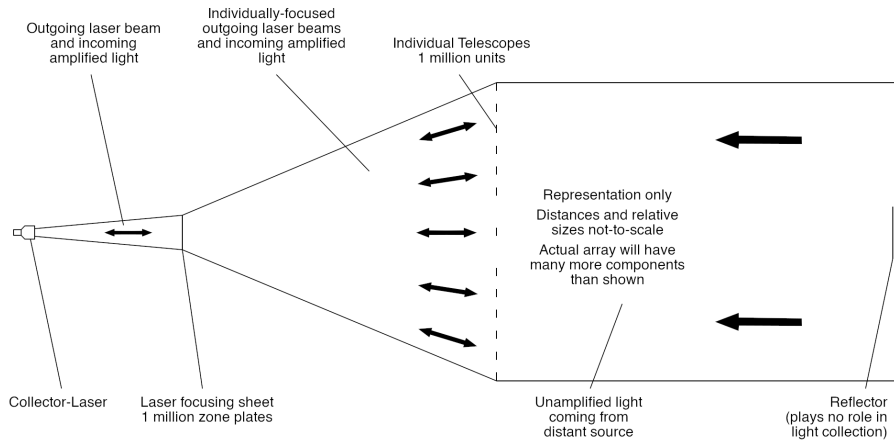 Outgoing laser beam
and incoming
amplified light
Individually-focused
outgoing laser beams
and incoming amplified
light
Individual Telescopes
1 million units
Representation only
Distances and relative
sizes not-to-scale
Actual array will have
many more components
than shown
Collector-Laser
Laser focusing sheet
1 million zone plates
Unamplified light
coming from
distant source
Reflector
(plays no role in
light collection)